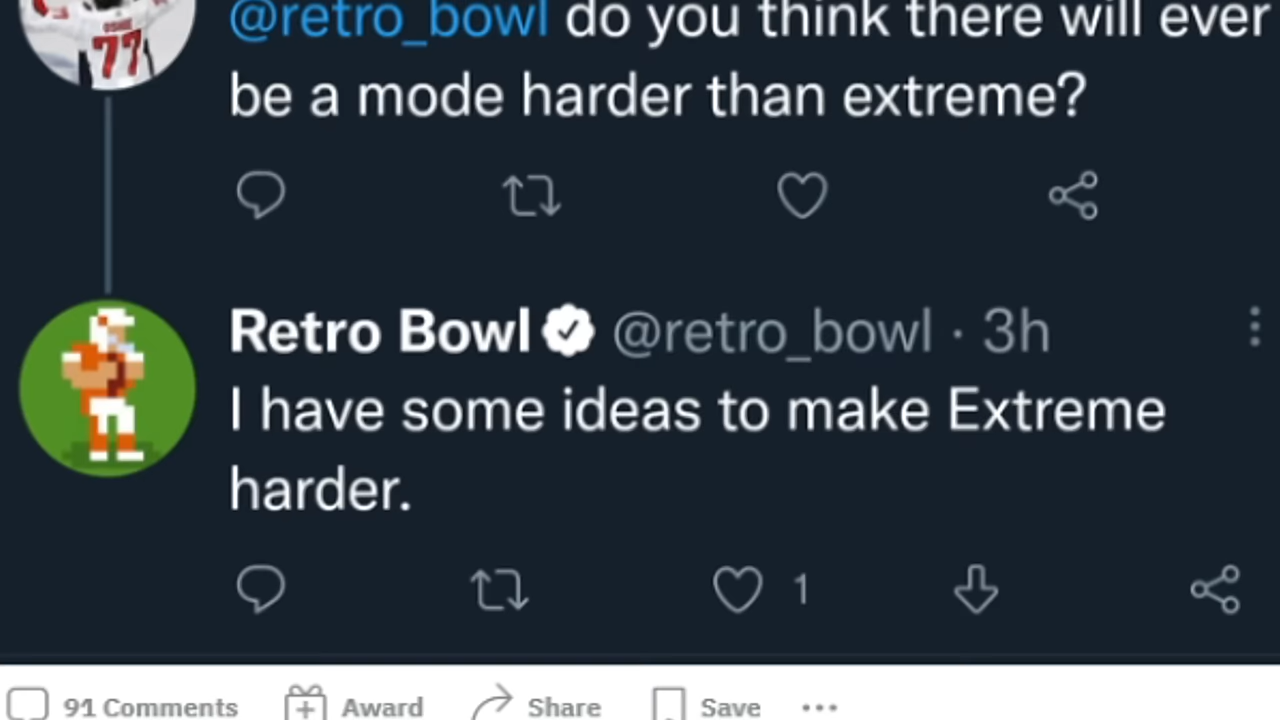 77
@retro_bowl do you think there will ever
be a mode harder than extreme?
Retro Bowl @retro_bowl · 3h
I have some ideas to make Extreme
harder.
1
91 Comments Award Share Save